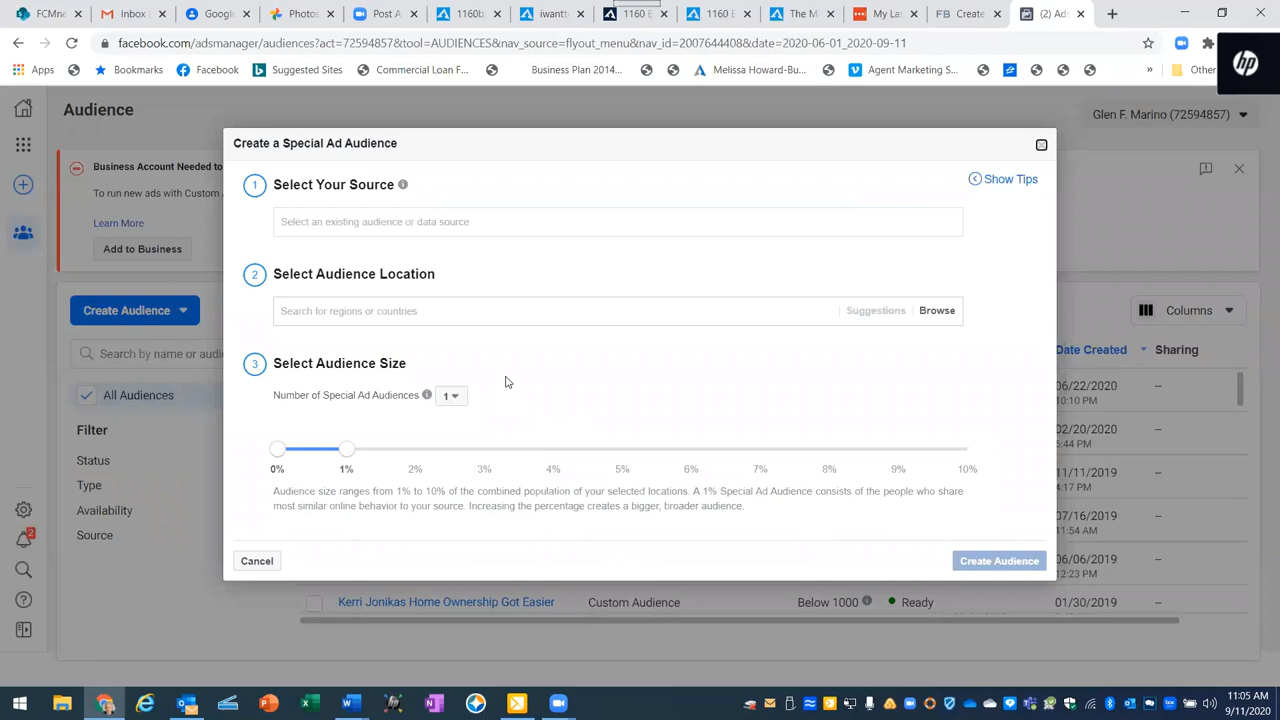 FCMne
Inbox (
Google
Photos
Post A
1160b
iwantt
1160 E
1160 E
The M
My La
FB Create
(2) Ad
facebook.com/adsmanager/audiences?act=72594857&tool=AUDIENCES&nav_source=flyout_menu&nav_id=2007644408&date=2020-06-01_2020-09-11
Apps
Bookmarks
Facebook
Suggested Sites
Commercial Loan F...
Business Plan 2014...
Melissa Howard-Bu...
Agent Marketing S...
»
Other
hp
Audience
Glen F. Marino (72594857)
Business Account Needed to
To run new ads with Custom
Learn More
Add to Business
Create Audience
Columns
Search by name or audi
All Audiences
Filter
Status
Type
Availability
Source
2
Create a Special Ad Audience
Show Tips
1 Select Your Source
Select an existing audience or data source
2 Select Audience Location
Search for regions or countries
Suggestions
Browse
3 Select Audience Size
Number of Special Ad Audiences
1
0% 1% 2% 3% 4% 5% 6% 7% 8% 9% 10%
Audience size ranges from 1% to 10% of the combined population of your selected locations. A 1% Special Ad Audience consists of the people who share
most similar online behavior to your source. Increasing the percentage creates a bigger, broader audience.
Cancel
Create Audience
Date Created
Sharing
06/22/2020 –
10:10 PM
02/20/2020 –
5:44 PM
11/11/2019 –
4:17 PM
07/16/2019 –
11:54 AM
06/06/2019 –
12:23 PM
Kerri Jonikas Home Ownership Got Easier Custom Audience Below 1000 Ready 01/30/2019 –
11:05 AM
9/11/2020